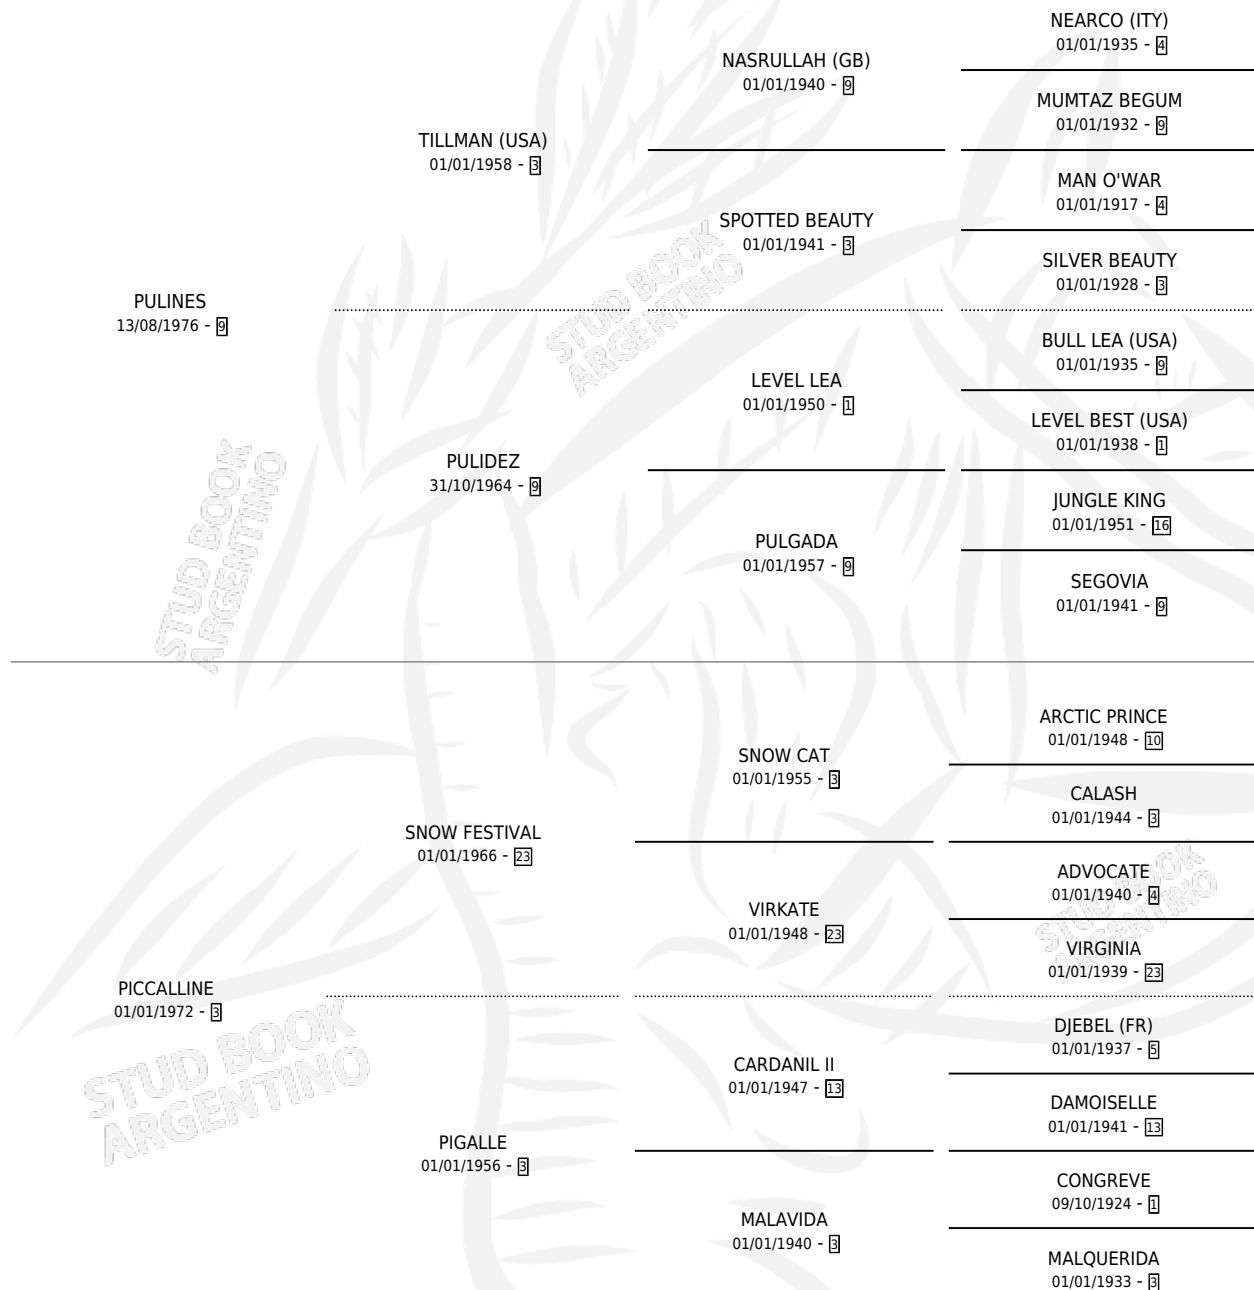 NEARCO (ITY)
01/01/1935 - 4
NASRULLAH (GB)
01/01/1940 - 9
MUMTAZ BEGUM
01/01/1932 - 9
TILLMAN (USA)
01/01/1958 - 3
MAN O'WAR
01/01/1917 - 4
SPOTTED BEAUTY
01/01/1941 - 3
SILVER BEAUTY
01/01/1928 - 3
PULINES
13/08/1976 - 9
BULL LEA (USA)
01/01/1935 - 9
LEVEL LEA
01/01/1950 - 1
LEVEL BEST (USA)
01/01/1938 - 1
PULIDEZ
31/10/1964 - 9
JUNGLE KING
01/01/1951 - 16
PULGADA
01/01/1957 - 9
SEGOVIA
01/01/1941 - 9
STUD BOOK
ARGENTINO
STUD BOOK
ARGENTINO
ARCTIC PRINCE
01/01/1948 - 10
SNOW CAT
01/01/1955 - 3
CALASH
01/01/1944 - 3
SNOW FESTIVAL
01/01/1966 - 23
ADVOCATE
01/01/1940 - 4
VIRKATE
01/01/1948 - 23
VIRGINIA
01/01/1939 - 23
PICCALLINE
01/01/1972 - 3
DJEBEL (FR)
01/01/1937 - 5
CARDANIL II
01/01/1947 - 13
DAMOISELLE
01/01/1941 - 13
PIGALLE
01/01/1956 - 3
CONGREVE
09/10/1924 - 1
MALAVIDA
01/01/1940 - 3
MALQUERIDA
01/01/1933 - 3
STUD BOOK
ARGENTINO
STUD BOOK
ARGENTINO